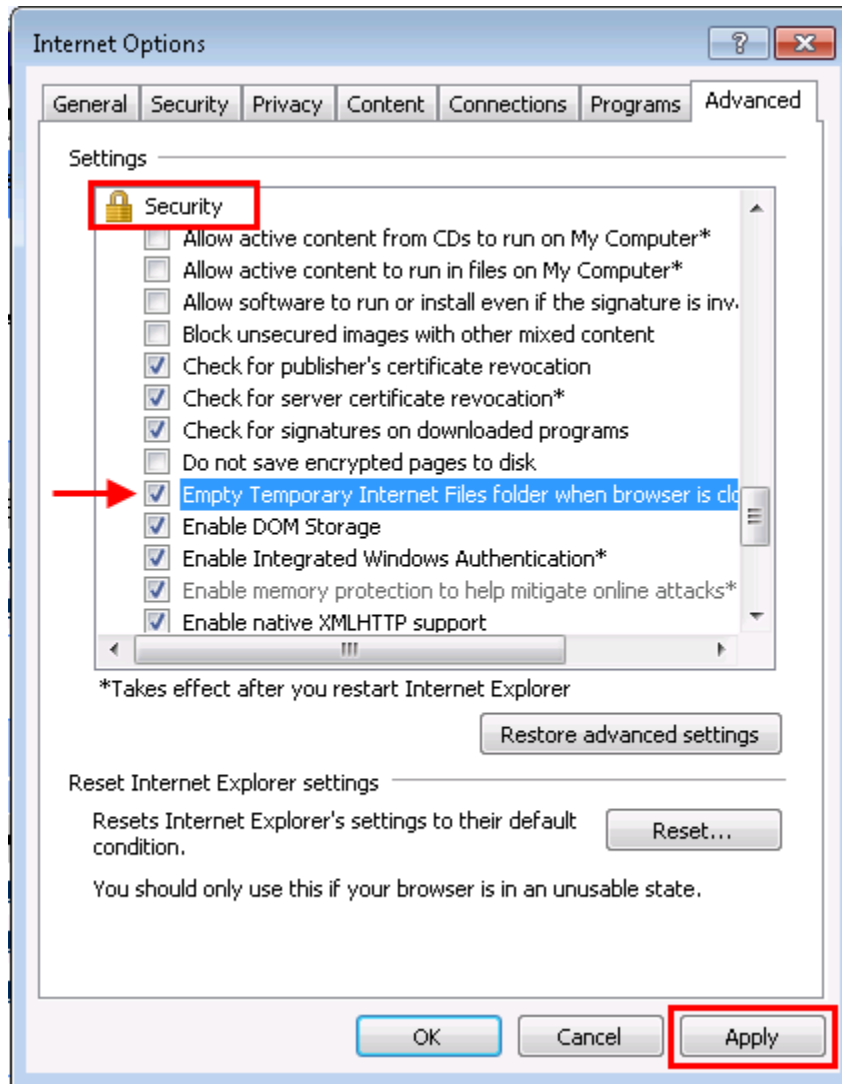 Internet Options
General Security Privacy Content Connections Programs Advanced
Settings
Security
Allow active content from CDs to run on My Computer*
Allow active content to run in files on My Computer*
Allow software to run or install even if the signature is inv
Block unsecured images with other mixed content
Check for publisher's certificate revocation
Check for server certificate revocation*
Check for signatures on downloaded programs
Do not save encrypted pages to disk
Empty Temporary Internet Files folder when browser is clo
Enable DOM Storage
Enable Integrated Windows Authentication*
Enable memory protection to help mitigate online attacks*
Enable native XMLHTTP support
*Takes effect after you restart Internet Explorer
Restore advanced settings
Reset Internet Explorer settings
Resets Internet Explorer's settings to their default
condition.
Reset...
You should only use this if your browser is in an unusable state.
OK Cancel Apply